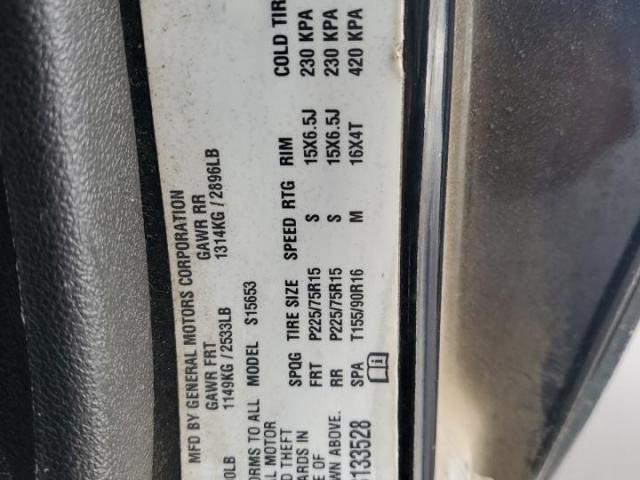 MFD BY GENERAL MOTORS CORPORATION
GAWR FRT GAWR RR
1149KG / 2533LB 1314KG / 2896LB
0LB
ORMS TO ALL MODEL S15653
AL MOTOR
D THEFT SPQG TIRE SIZE SPEED RTG RIM COLD TIR
ARDS IN FRT P225/75R15 S 15X6.5J 230 KPA
E OF RR P225/75R15 S 15X6.5J 230 KPA
WN ABOVE. SPA T155/90R16 M 16X4T 420 KPA
133528